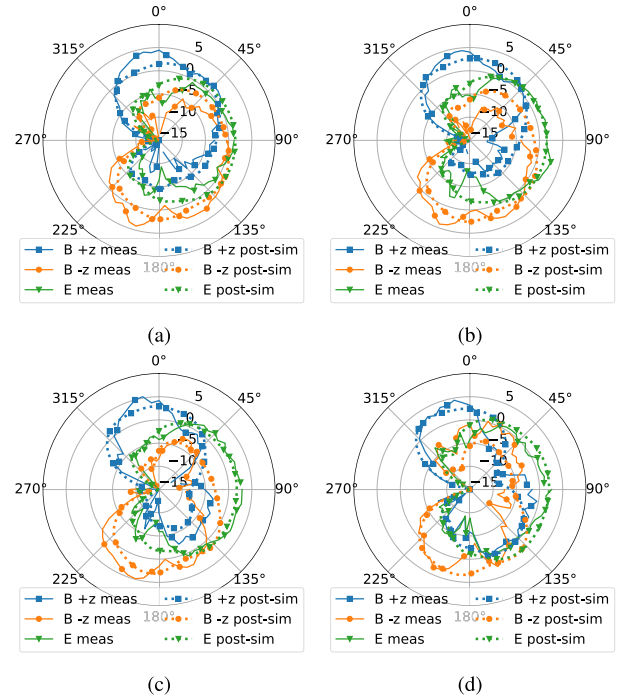 0°
0°
315°
5
45°
315°
5
45°
0
0
−5
−5
−10
−10
270°
−15
90°
270°
−15
90°
225°
135°
225°
135°
B +z meas
B +z post-sim
B +z meas
B +z post-sim
B -z meas
B -z post-sim
B -z meas
B -z post-sim
E meas
180°
E post-sim
E meas
180°
E post-sim
(a)
(b)
0°
0°
315°
5
45°
315°
5
45°
0
0
−5
−5
−10
−10
270°
−15
90°
270°
−15
90°
225°
135°
225°
135°
B +z meas
B +z post-sim
B +z meas
B +z post-sim
B -z meas
B -z post-sim
B -z meas
B -z post-sim
E meas
180°
E post-sim
E meas
180°
E post-sim
(c)
(d)